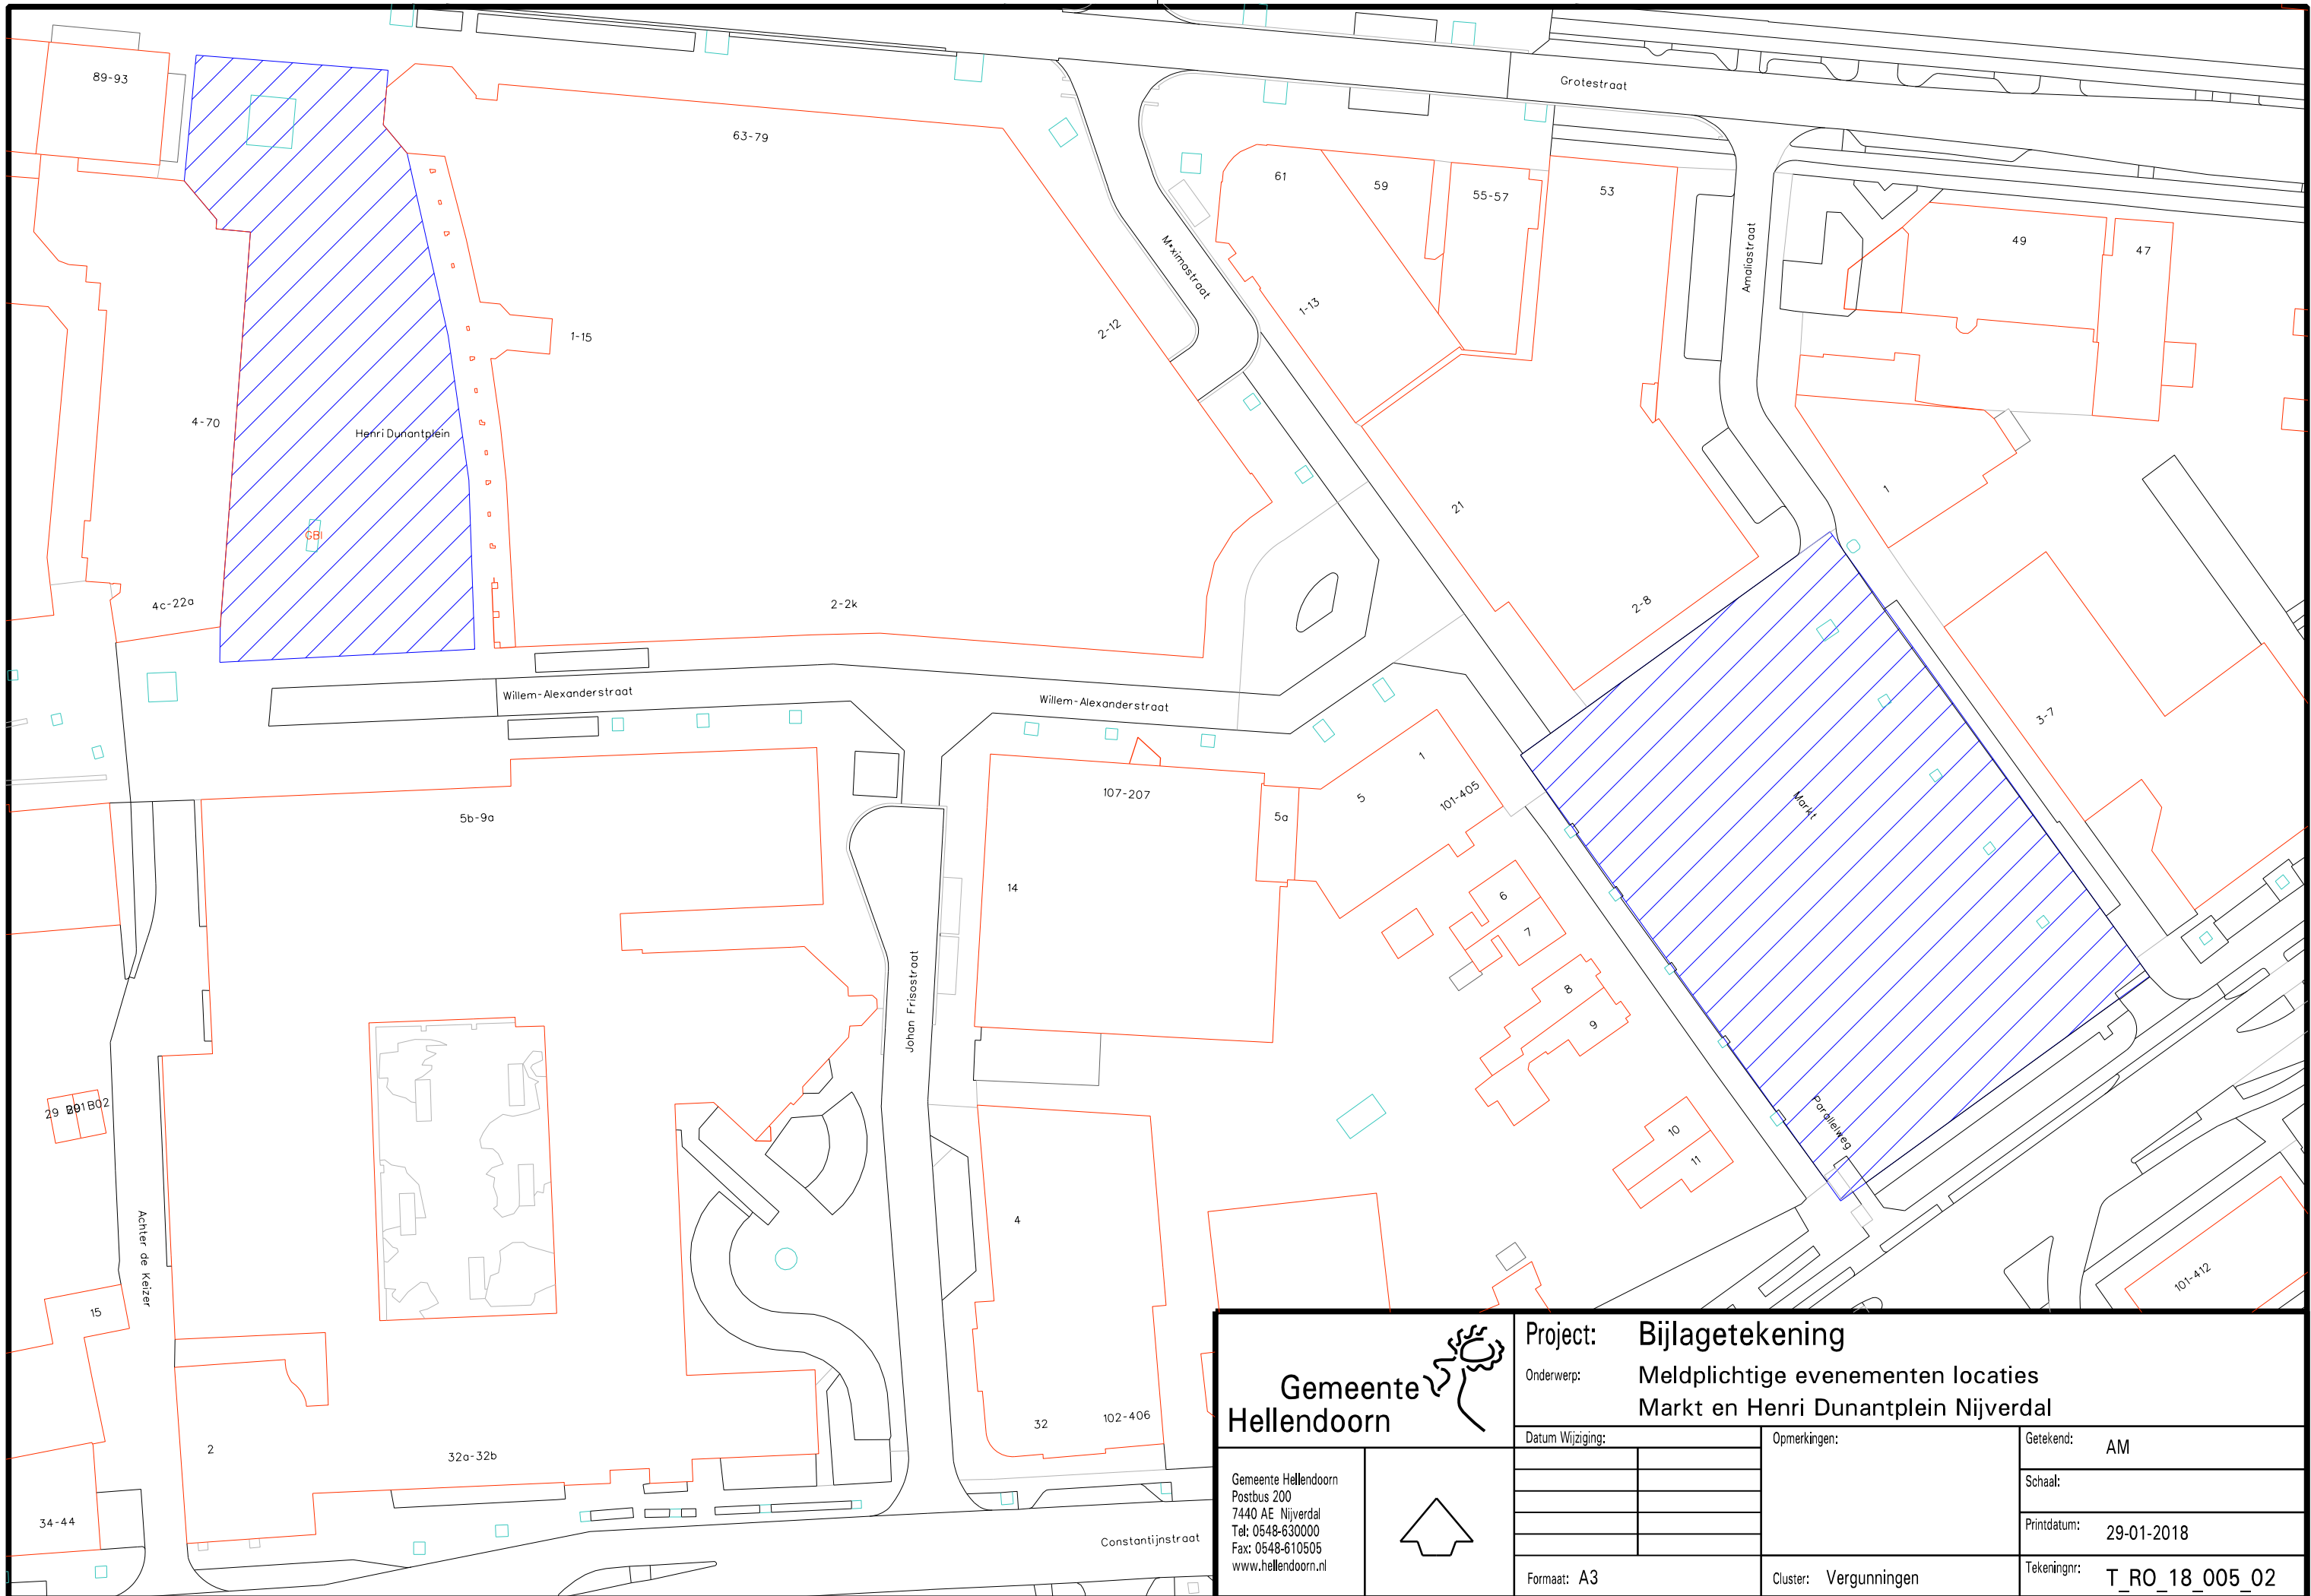 89-93
63-79
Grotestraat
61
59
55-57
53
49
47
Amaliastraat
1-13
2-12
1-15
4-70
Henri Dunantplein
GBI
21
1
4c-22a
2-2k
2-8
3-7
Willem-Alexanderstraat
Willem-Alexanderstraat
Markt
107-207
5a
5
1
101-405
5b-9a
14
6
7
8
9
10
11
Johan Frisostraat
Parallelweg
29
B02
Achter de Keizer
15
4
101-412
2
32a-32b
32
102-406
34-44
Constantijnstraat
Gemeente
Hellendoorn
Gemeente Hellendoorn
Postbus 200
7440 AE Nijverdal
Tel: 0548-630000
Fax: 0548-610505
www.hellendoorn.nl
Project: Bijlagetekening
Onderwerp: Meldplichtige evenementen locaties
Markt en Henri Dunantplein Nijverdal
Datum Wijziging:
Opmerkingen:
Getekend: AM
Schaal:
Printdatum: 29-01-2018
Formaat: A3
Cluster: Vergunningen
Tekeningnr: T_RO_18_005_02